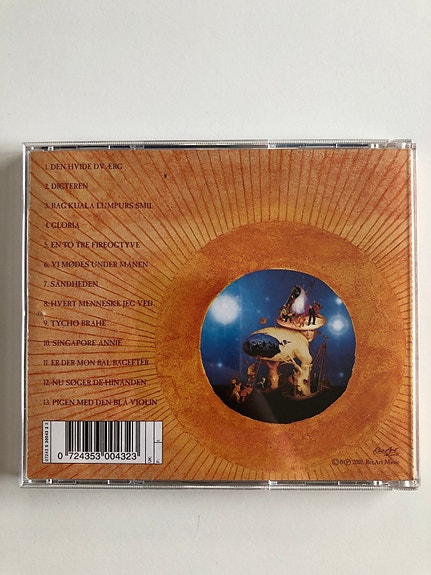 1. DEN HVIDE DVÆRG
2. DIGTEREN
3. BAG KUALA LUMPURS SMIL
4. GLORIA
5. EN TO TRE FIREOGTYVE
6. VI MØDES UNDER MÅNEN
7. SANDHEDEN
8. HVERT MENNESKE JEG VED
9. TYCHO BRAHE
10. SINGAPORE ANNIE
11. ER DER MON BAL BAGEFTER
12. NU SØGER DE HINANDEN
13. PIGEN MED DEN BLÅ VIOLIN
0 724353 004323